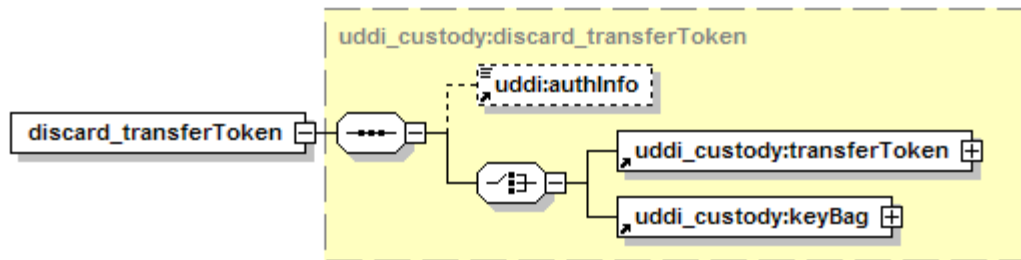 uddi_custody:discard_transferToken
uddi:authInfo
discard_transferToken
uddi_custody:transferToken
uddi_custody:keyBag